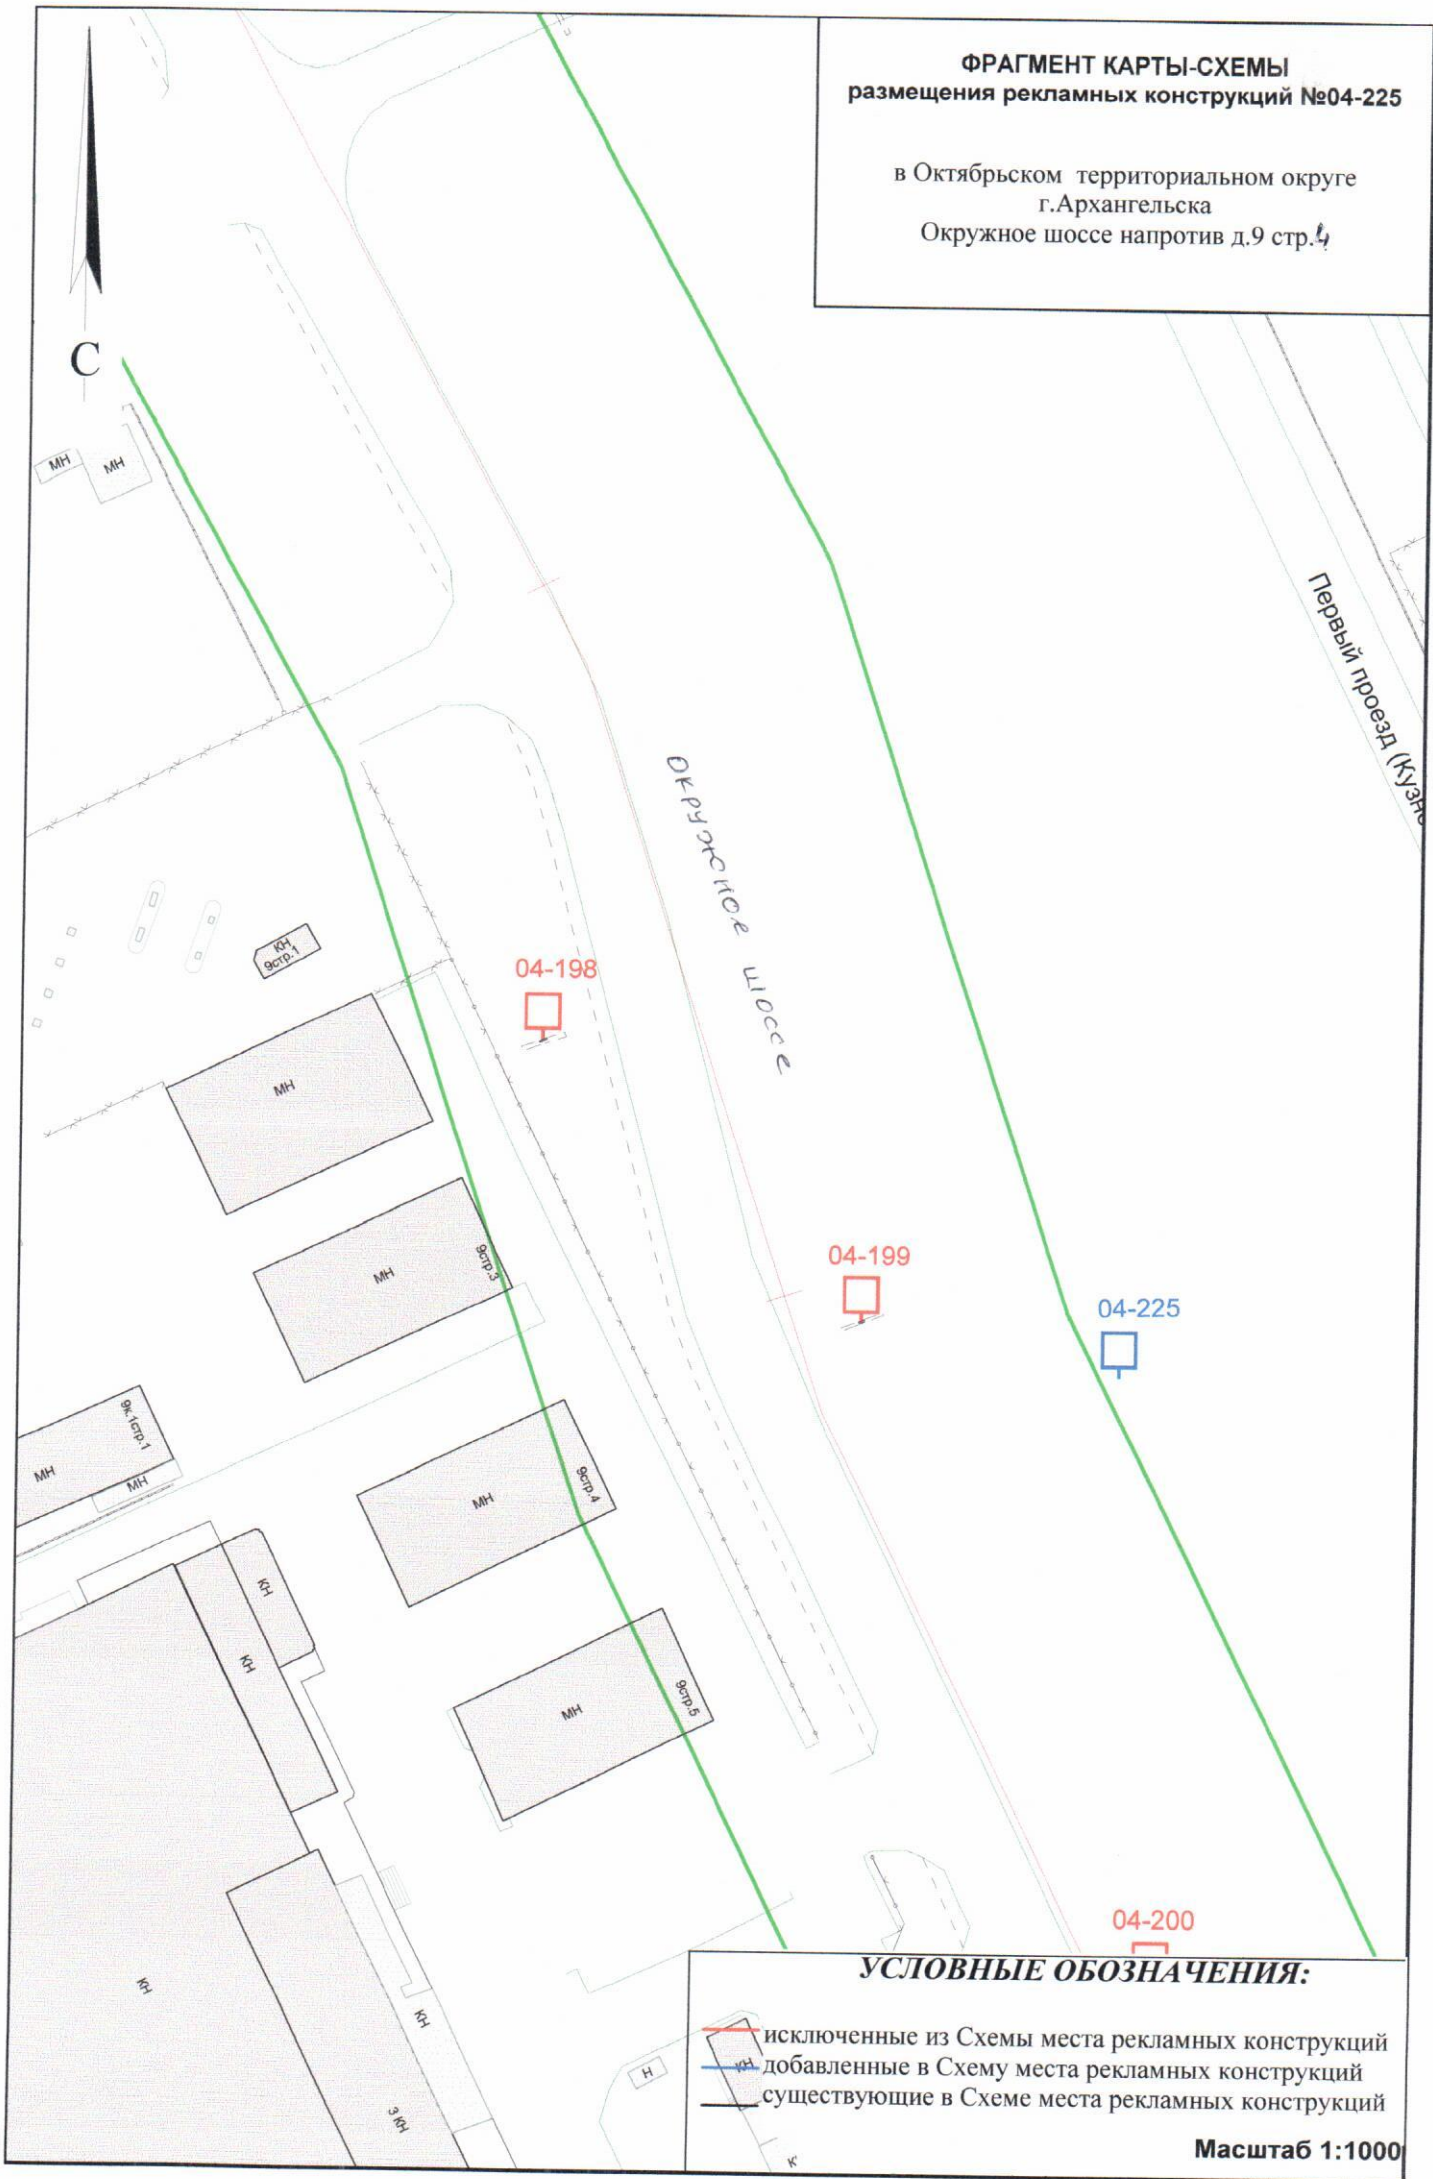 ФРАГМЕНТ КАРТЫ-СХЕМЫ
размещения рекламных конструкций №04-225
в Октябрьском территориальном округе
г.Архангельска
Окружное шоссе напротив д.9 стр.4
С
МН
МН
Первый проезд (Кузне
Окружное шоссе
КН
9стр.1
04-198
МН
МН
9стр.3
04-199
04-225
9к.1стр.1
МН
МН
МН
9стр.4
КН
КН
МН
9стр.5
04-200
КН
КН
3 КН
Н
КН
К
УСЛОВНЫЕ ОБОЗНАЧЕНИЯ:
исключенные из Схемы места рекламных конструкций
добавленные в Схему места рекламных конструкций
существующие в Схеме места рекламных конструкций
Масштаб 1:1000